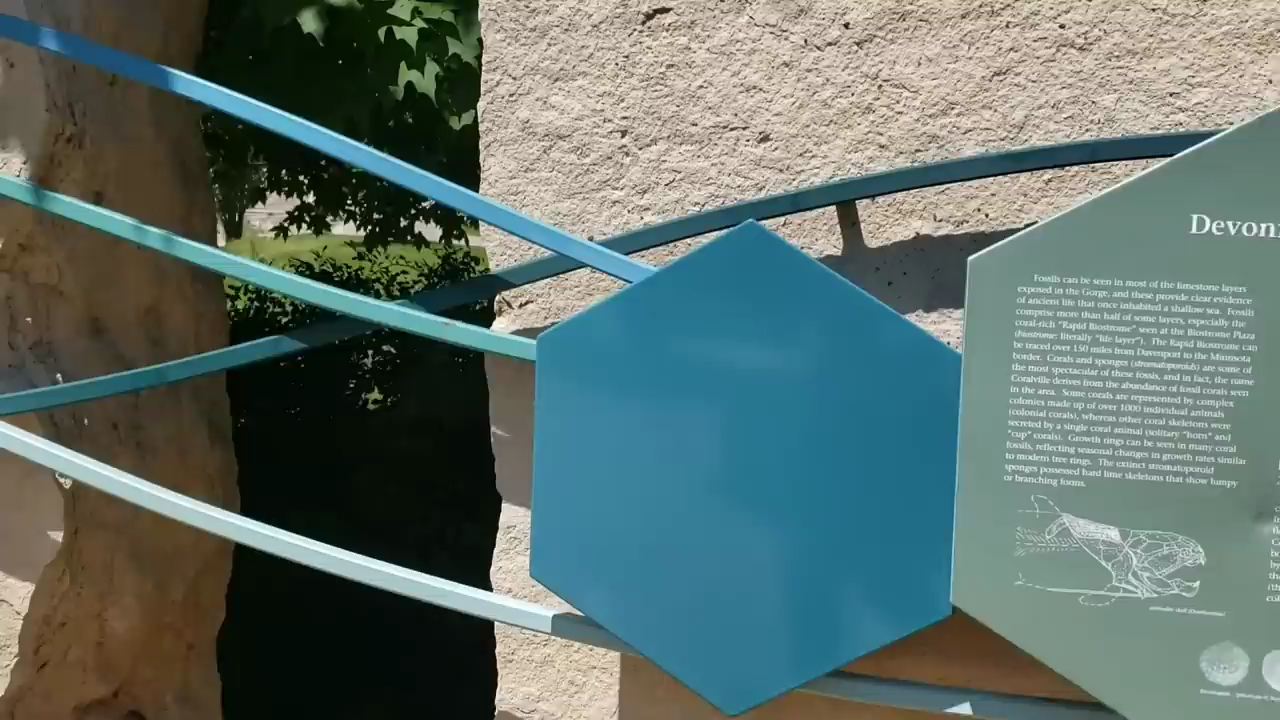 Devon
Fossils can be seen in most of the limestone layers
exposed in the Gorge, and these provide clear evidence
of ancient life that once inhabited a shallow sea. Fossils
comprise more than half of some layers, especially the
coral-rich "Rapid Biostrome" seen at the Biostrome Plaza
(biostrome: literally "life layer"). The Rapid Biostrome can
be traced over 150 miles from Davenport to the Minnesota
border. Corals and sponges (stromatoporoids) are some of
the most spectacular of these fossils, and in fact, the name
Coralville derives from the abundance of fossil corals seen
in the area. Some corals are represented by complex
colonies made up of over 1000 individual animals
(colonial corals), whereas other coral skeletons were
secreted by a single coral animal (solitary "horn" and
"cup" corals). Growth rings can be seen in many coral
fossils, reflecting seasonal changes in growth rates similar
to modern tree rings. The extinct stromatoporoid
sponges possessed hard lime skeletons that show lumpy
or branching forms.